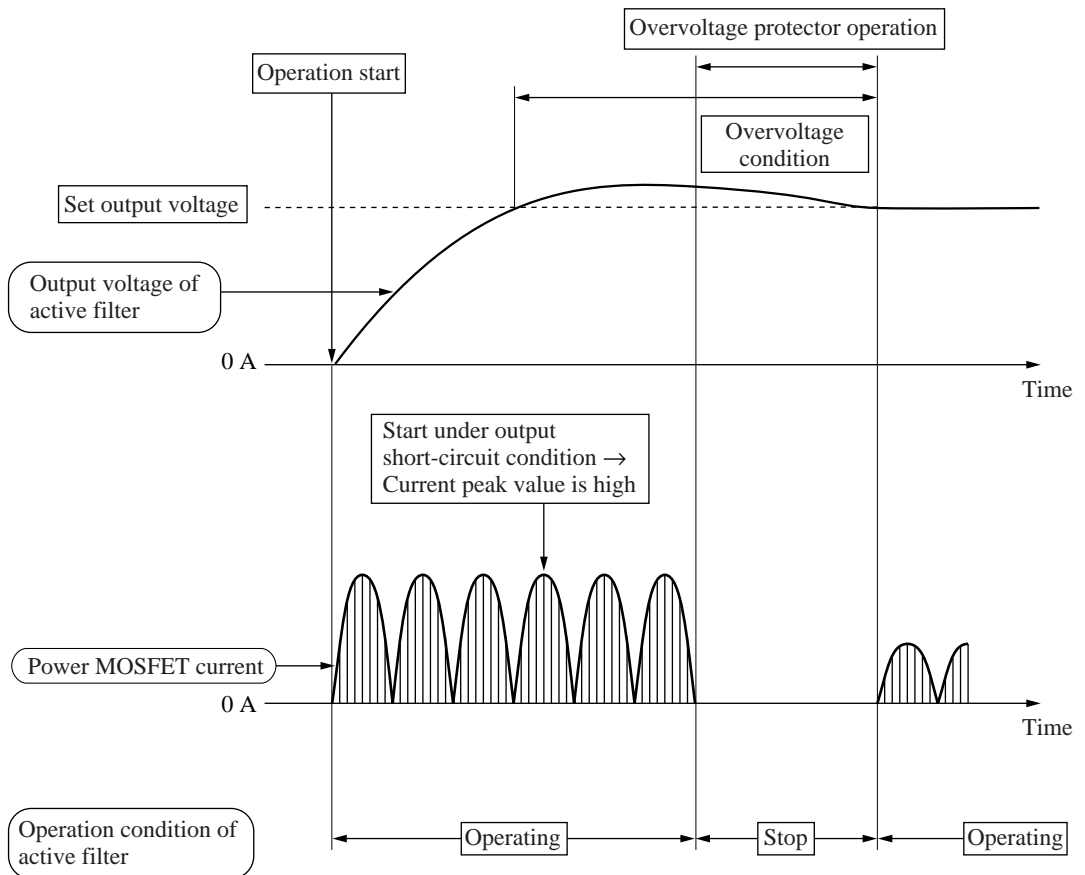 Overvoltage protector operation
Operation start
Overvoltage
condition
Set output voltage
Output voltage of
active filter
0 A
Time
Start under output
short-circuit condition →
Current peak value is high
Power MOSFET current
0 A
Time
Operation condition of
active filter
Operating
Stop
Operating